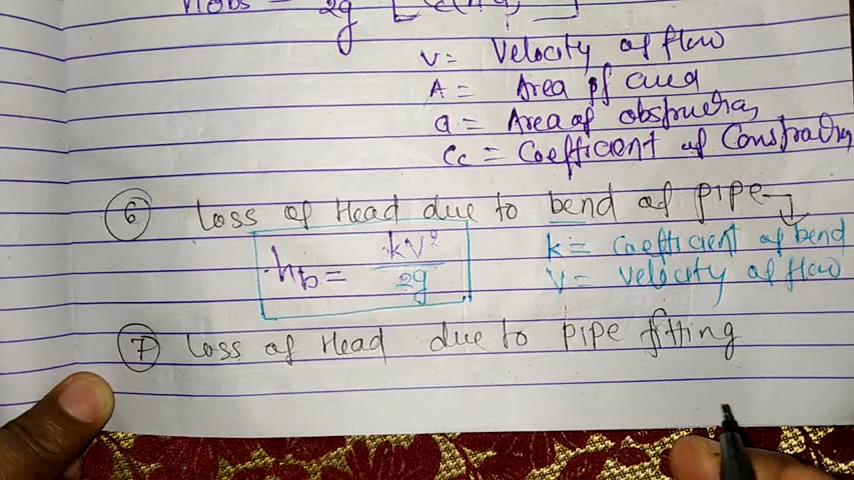 2g
V = Velocity of flow
A = Area of area
a = Area of obstruction
Cc = Coefficient of Constraction
6 Loss of Head due to bend of pipe
hb = kV²/2g
k = coefficient of bend
V = Velocity of flow
7 Loss of Head due to pipe fitting